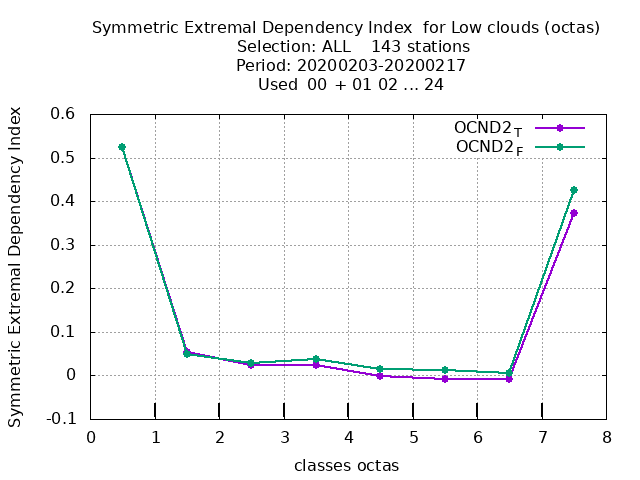 Symmetric Extremal Dependency Index for Low clouds (octas)
Selection: ALL 143 stations
Period: 20200203-20200217
Used 00 + 01 02 ... 24
OCND2_T
OCND2_F
Symmetric Extremal Dependency Index
0.6
0.5
0.4
0.3
0.2
0.1
0
-0.1
0 1 2 3 4 5 6 7 8
classes octas